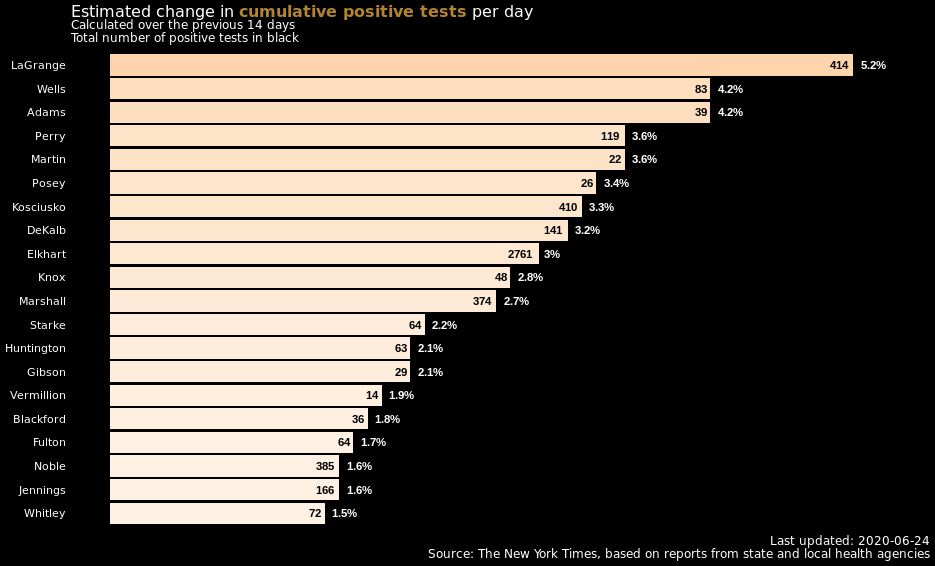 Estimated change in cumulative positive tests per day
Calculated over the previous 14 days
Total number of positive tests in black
LaGrange 414 5.2%
Wells 83 4.2%
Adams 39 4.2%
Perry 119 3.6%
Martin 22 3.6%
Posey 26 3.4%
Kosciusko 410 3.3%
DeKalb 141 3.2%
Elkhart 2761 3%
Knox 48 2.8%
Marshall 374 2.7%
Starke 64 2.2%
Huntington 63 2.1%
Gibson 29 2.1%
Vermillion 14 1.9%
Blackford 36 1.8%
Fulton 64 1.7%
Noble 385 1.6%
Jennings 166 1.6%
Whitley 72 1.5%
Last updated: 2020-06-24
Source: The New York Times, based on reports from state and local health agencies